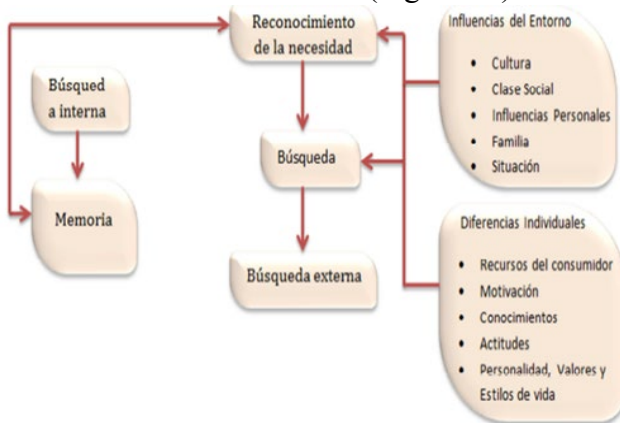 Reconocimiento
de la necesidad
Búsqued
a interna
Memoria
Búsqueda
Búsqueda externa
Influencias del Entorno
• Cultura
• Clase Social
• Influencias Personales
• Familia
• Situación
Diferencias Individuales
• Recursos del consumidor
• Motivación
• Conocimientos
• Actitudes
• Personalidad, Valores y
Estilos de vida